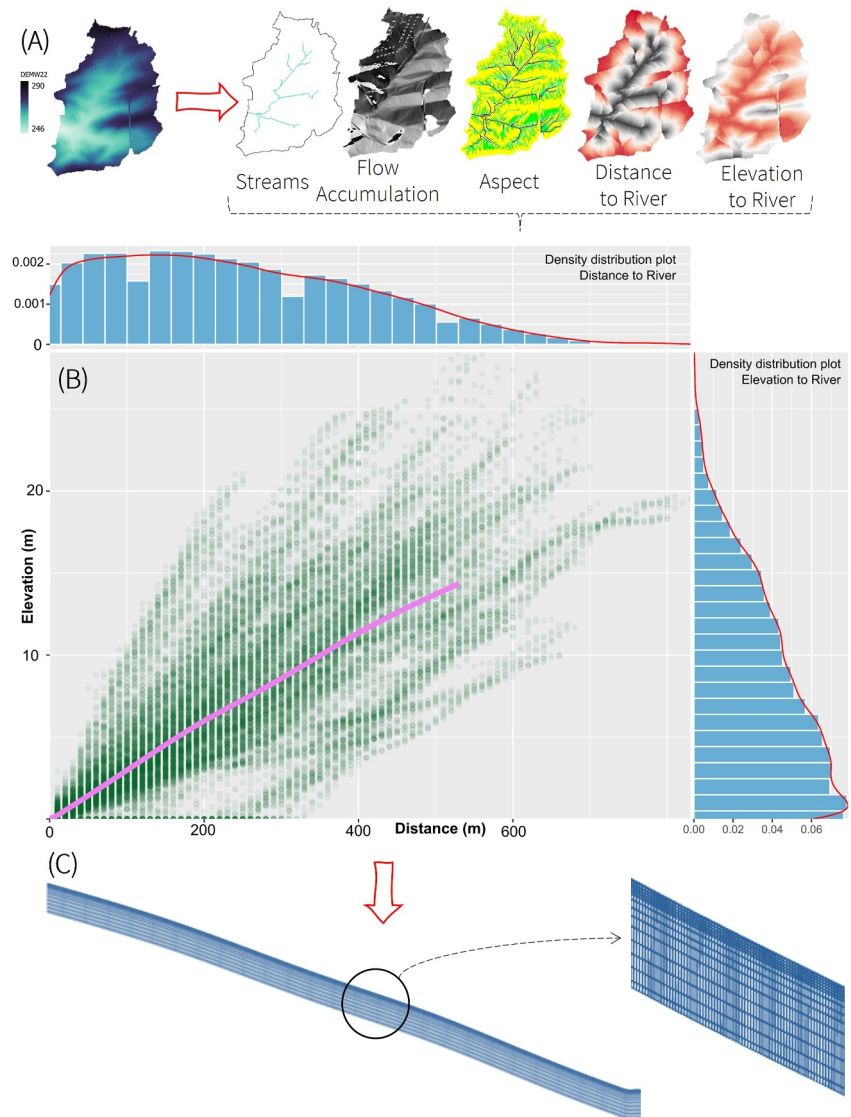 (A)
DEMW22
290
246
Streams
Flow
Accumulation
Aspect
Distance
to River
Elevation
to River
Density distribution plot
Distance to River
0.002
0.001
0
(B)
Density distribution plot
Elevation to River
Elevation (m)
20
10
0
200
400
600
Distance (m)
0.00
0.02
0.04
0.06
(C)